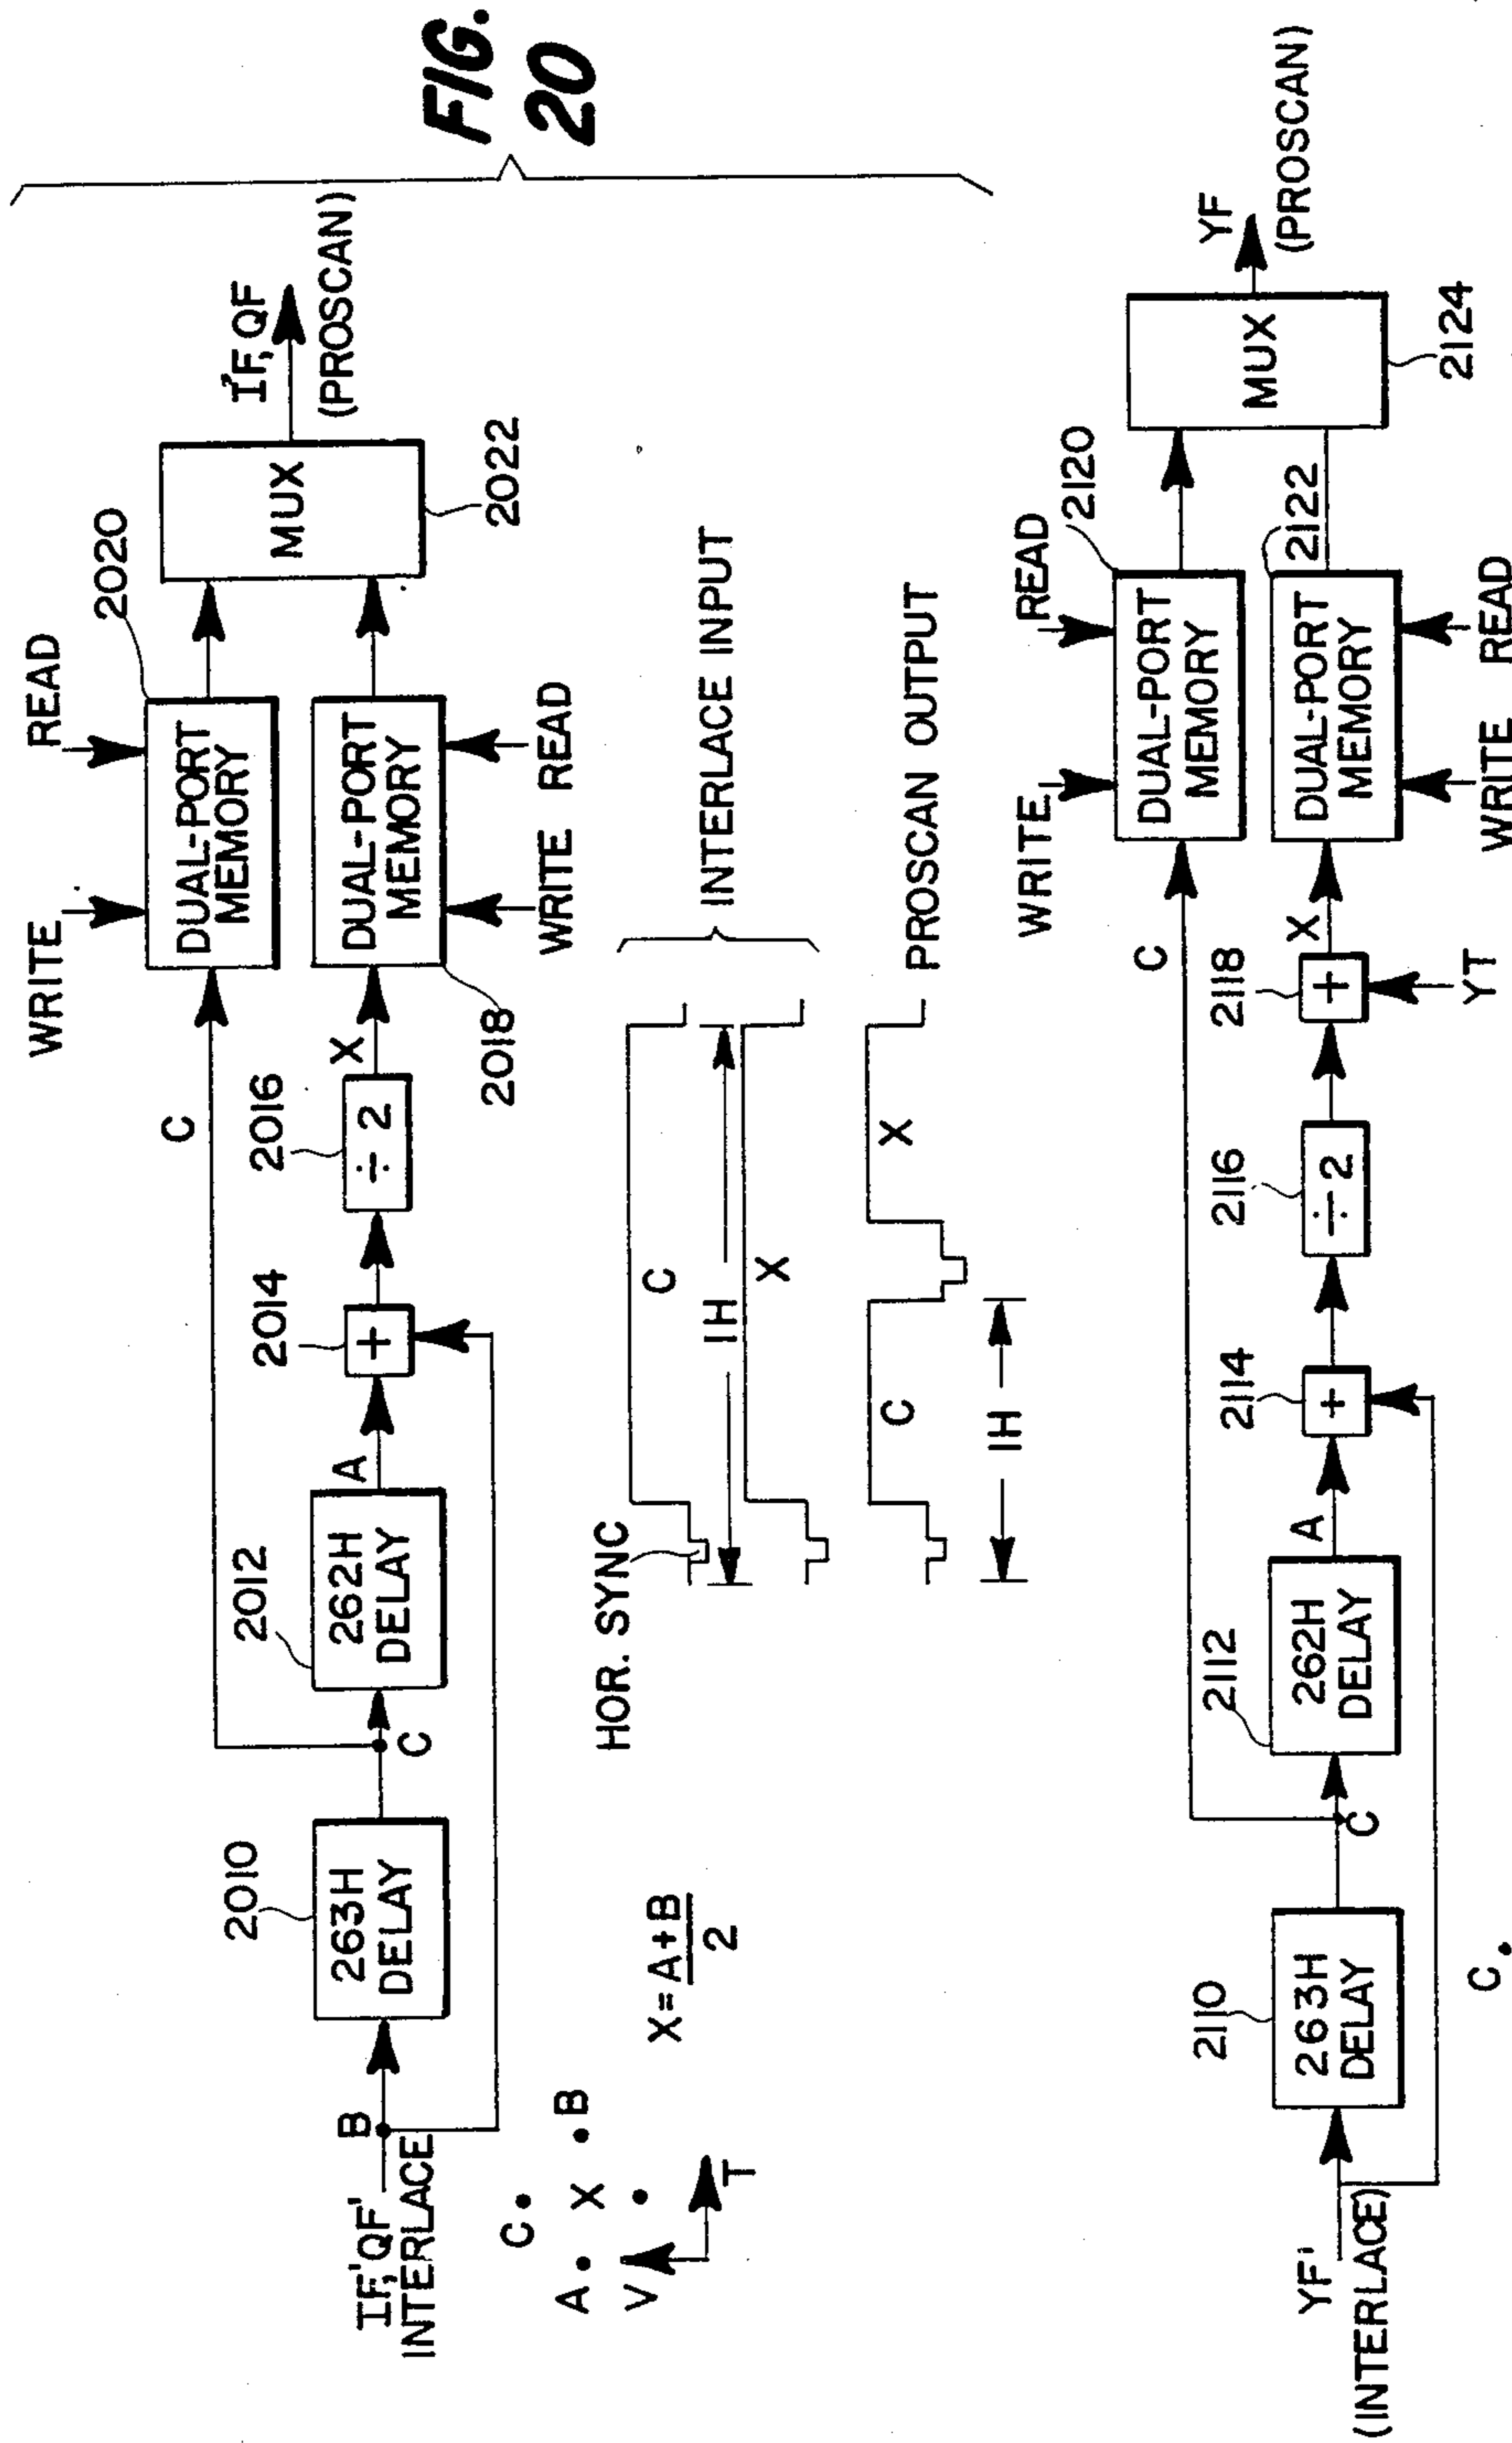 FIG.
20
WRITE
READ
2020
C
DUAL-PORT
MEMORY
2010
263H
DELAY
2012
262H
DELAY
A
2014
+
2016
÷ 2
X
DUAL-PORT
MEMORY
2018
WRITE
READ
MUX
2022
IF, QF
(PROSCAN)
B
IF,' QF'
INTERLACE
C
C
A
X
B
V
T
X = A+B
2
HOR. SYNC
C
1H
X
INTERLACE INPUT
C
X
1H
PROSCAN OUTPUT
WRITE
READ
2120
C
DUAL-PORT
MEMORY
2110
263H
DELAY
2112
262H
DELAY
A
2114
+
2116
÷ 2
2118
+
X
DUAL-PORT
MEMORY
2122
MUX
2124
YF
(PROSCAN)
YF'
(INTERLACE)
C
YT
WRITE
READ
C